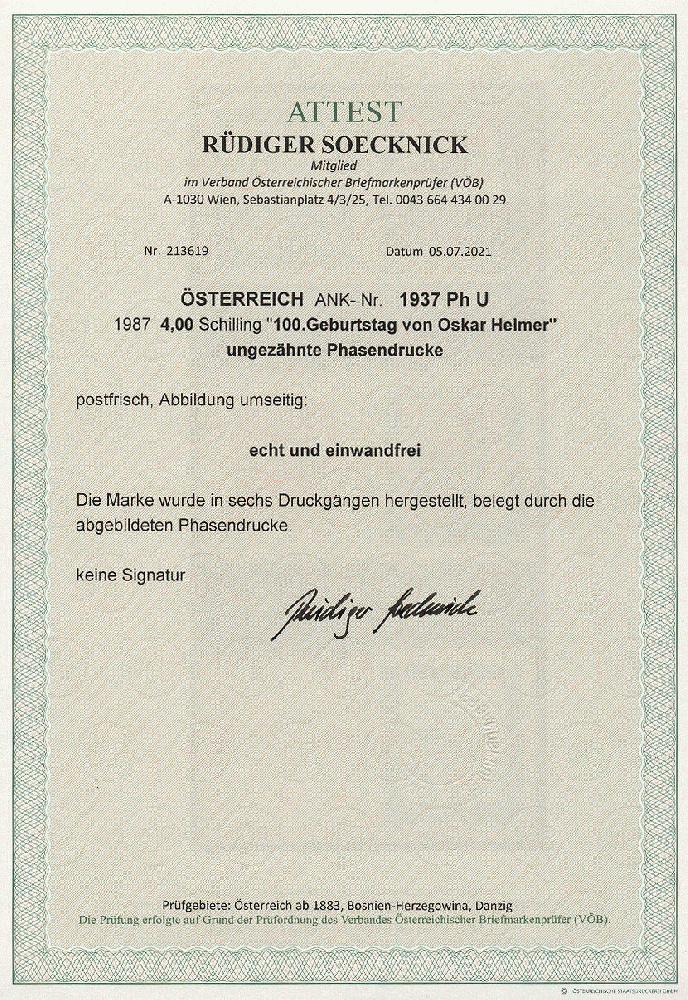 ATTEST
RÜDIGER SOECKNICK
Mitglied
im Verband Österreichischer Briefmarkenprüfer (VÖB)
A-1030 Wien, Sebastianplatz 4/3/25, Tel. 0043 664 434 00 29
Nr. 213619 Datum 05.07.2021
ÖSTERREICH ANK- Nr. 1937 Ph U
1987 4,00 Schilling "100.Geburtstag von Oskar Helmer"
ungezähnte Phasendrucke
postfrisch, Abbildung umseitig:
echt und einwandfrei
Die Marke wurde in sechs Druckgängen hergestellt, belegt durch die
abgebildeten Phasendrucke.
keine Signatur
Rüdiger Soecknick
Prüfgebiete: Österreich ab 1883, Bosnien-Herzegowina, Danzig
Die Prüfung erfolgte auf Grund der Prüfordnung des Verbandes Österreichischer Briefmarkenprüfer (VÖB).
© ÖSTERREICHISCHE STAATSDRUCKEREI GmbH